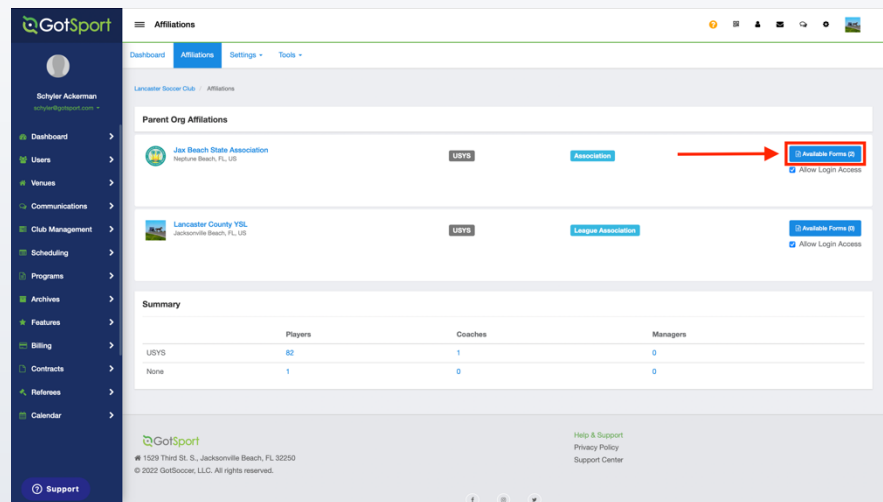 GotSport
Affiliations
Schyler Ackerman
schyler@gotsport.com
Dashboard
Users
Venues
Communications
Club Management
Scheduling
Programs
Archives
Features
Billing
Contracts
Referees
Calendar
Support
Dashboard Affiliations Settings Tools
Lancaster Soccer Club / Affiliations
Parent Org Affilations
Jax Beach State Association
Neptune Beach, FL, US
USYS
Association
Available Forms (2)
Allow Login Access
Lancaster County YSL
Jacksonville Beach, FL, US
USYS
League Association
Available Forms (0)
Allow Login Access
Summary
Players Coaches Managers
USYS 82 1 0
None 1 0 0
GotSport
1529 Third St. S., Jacksonville Beach, FL 32250
© 2022 GotSoccer, LLC. All rights reserved.
Help & Support
Privacy Policy
Support Center